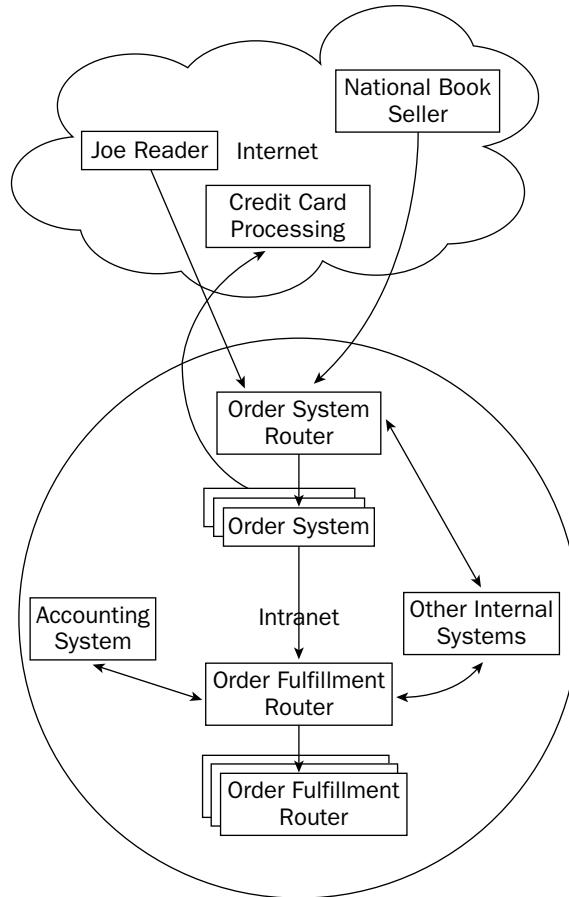 National Book
Seller
Joe Reader
Internet
Credit Card
Processing
Order System
Router
Order System
Accounting
System
Intranet
Other Internal
Systems
Order Fulfillment
Router
Order Fulfillment
Router